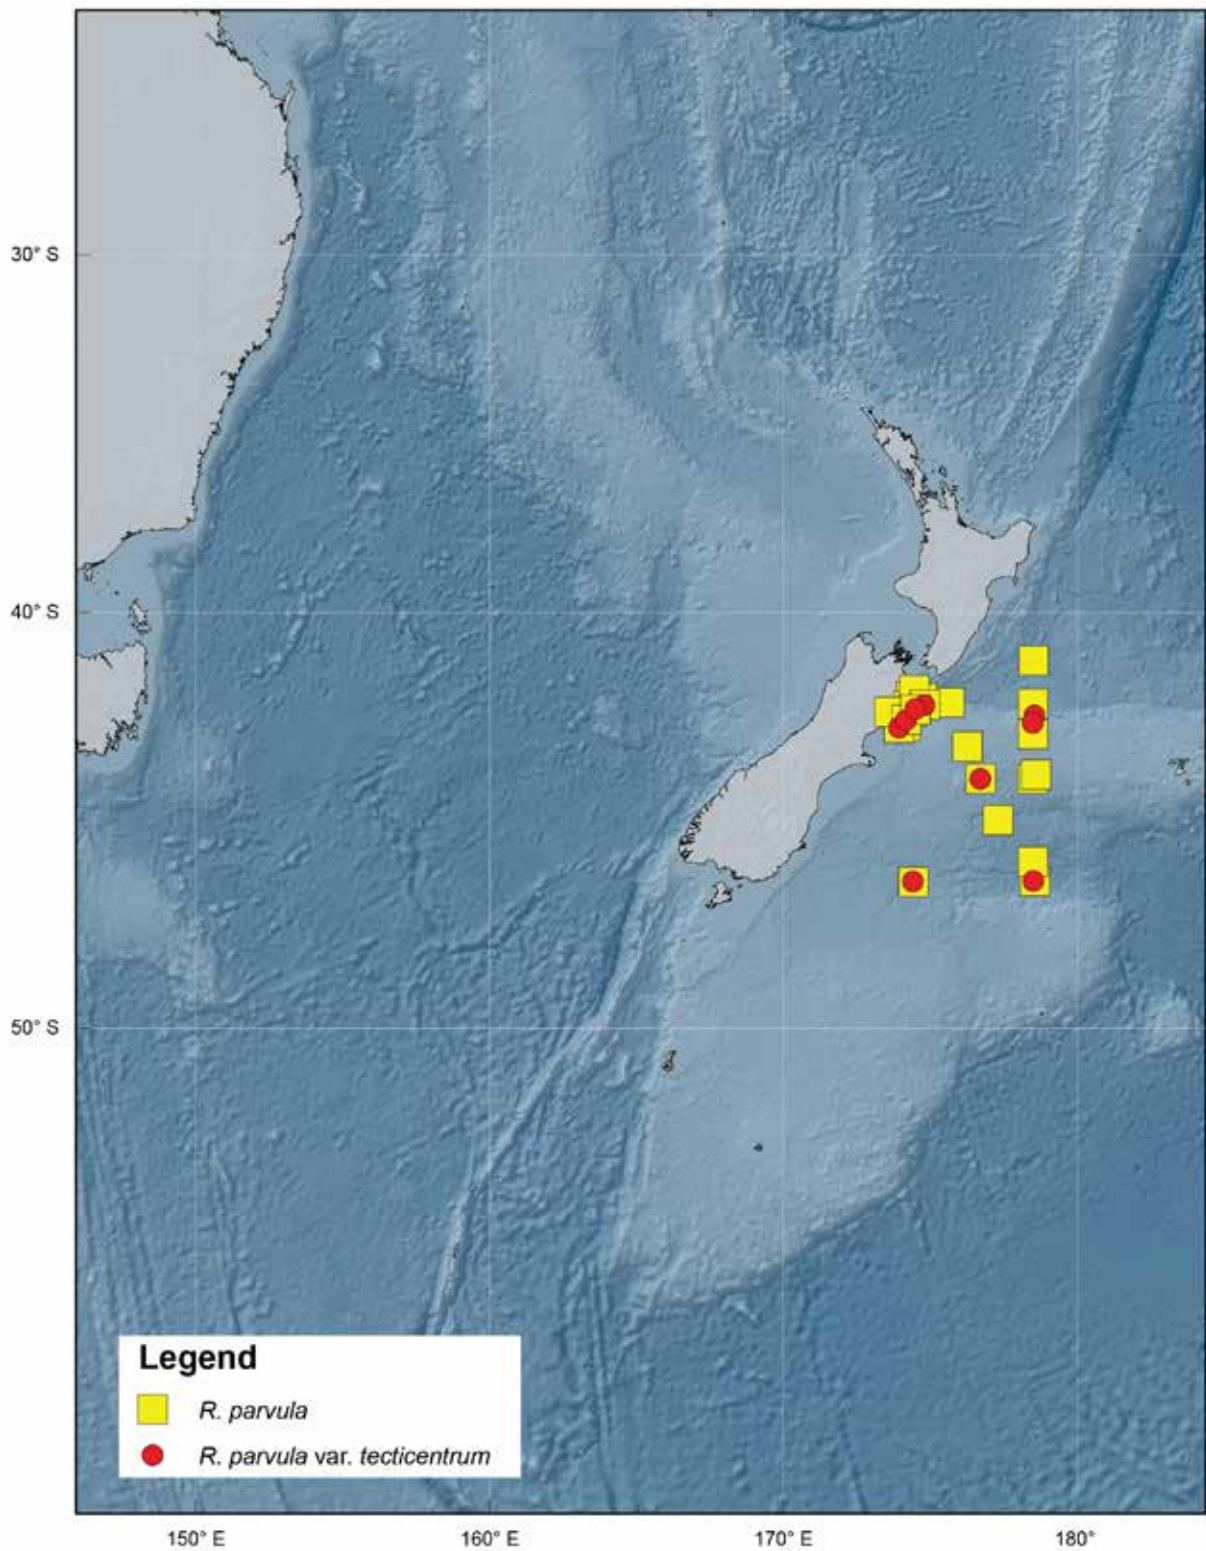 30° S
40° S
50° S
Legend
R. parvula
R. parvula var. tecticentrum
150° E
160° E
170° E
180°